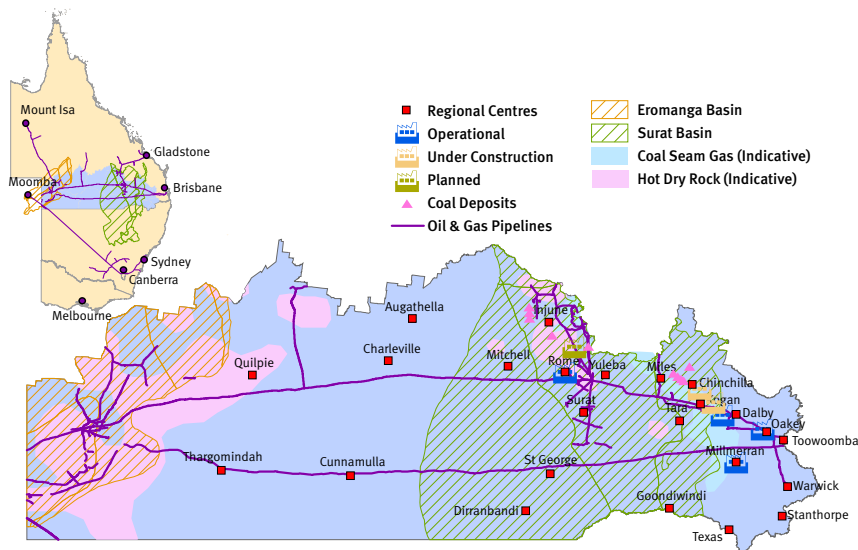 Mount Isa
Gladstone
Moomba
Brisbane
Sydney
Canberra
Melbourne
Regional Centres
Operational
Under Construction
Planned
Coal Deposits
Oil & Gas Pipelines
Eromanga Basin
Surat Basin
Coal Seam Gas (Indicative)
Hot Dry Rock (Indicative)
Augathella
Injune
Charleville
Mitchell
Rome
Yuleba
Miles
Quilpie
Chinchilla
Surat
Tara
Dalby
Oakey
Toowoomba
Thargomindah
Cunnamulla
St George
Millmerran
Warwick
Dirranbandi
Goondiwindi
Stanthorpe
Texas